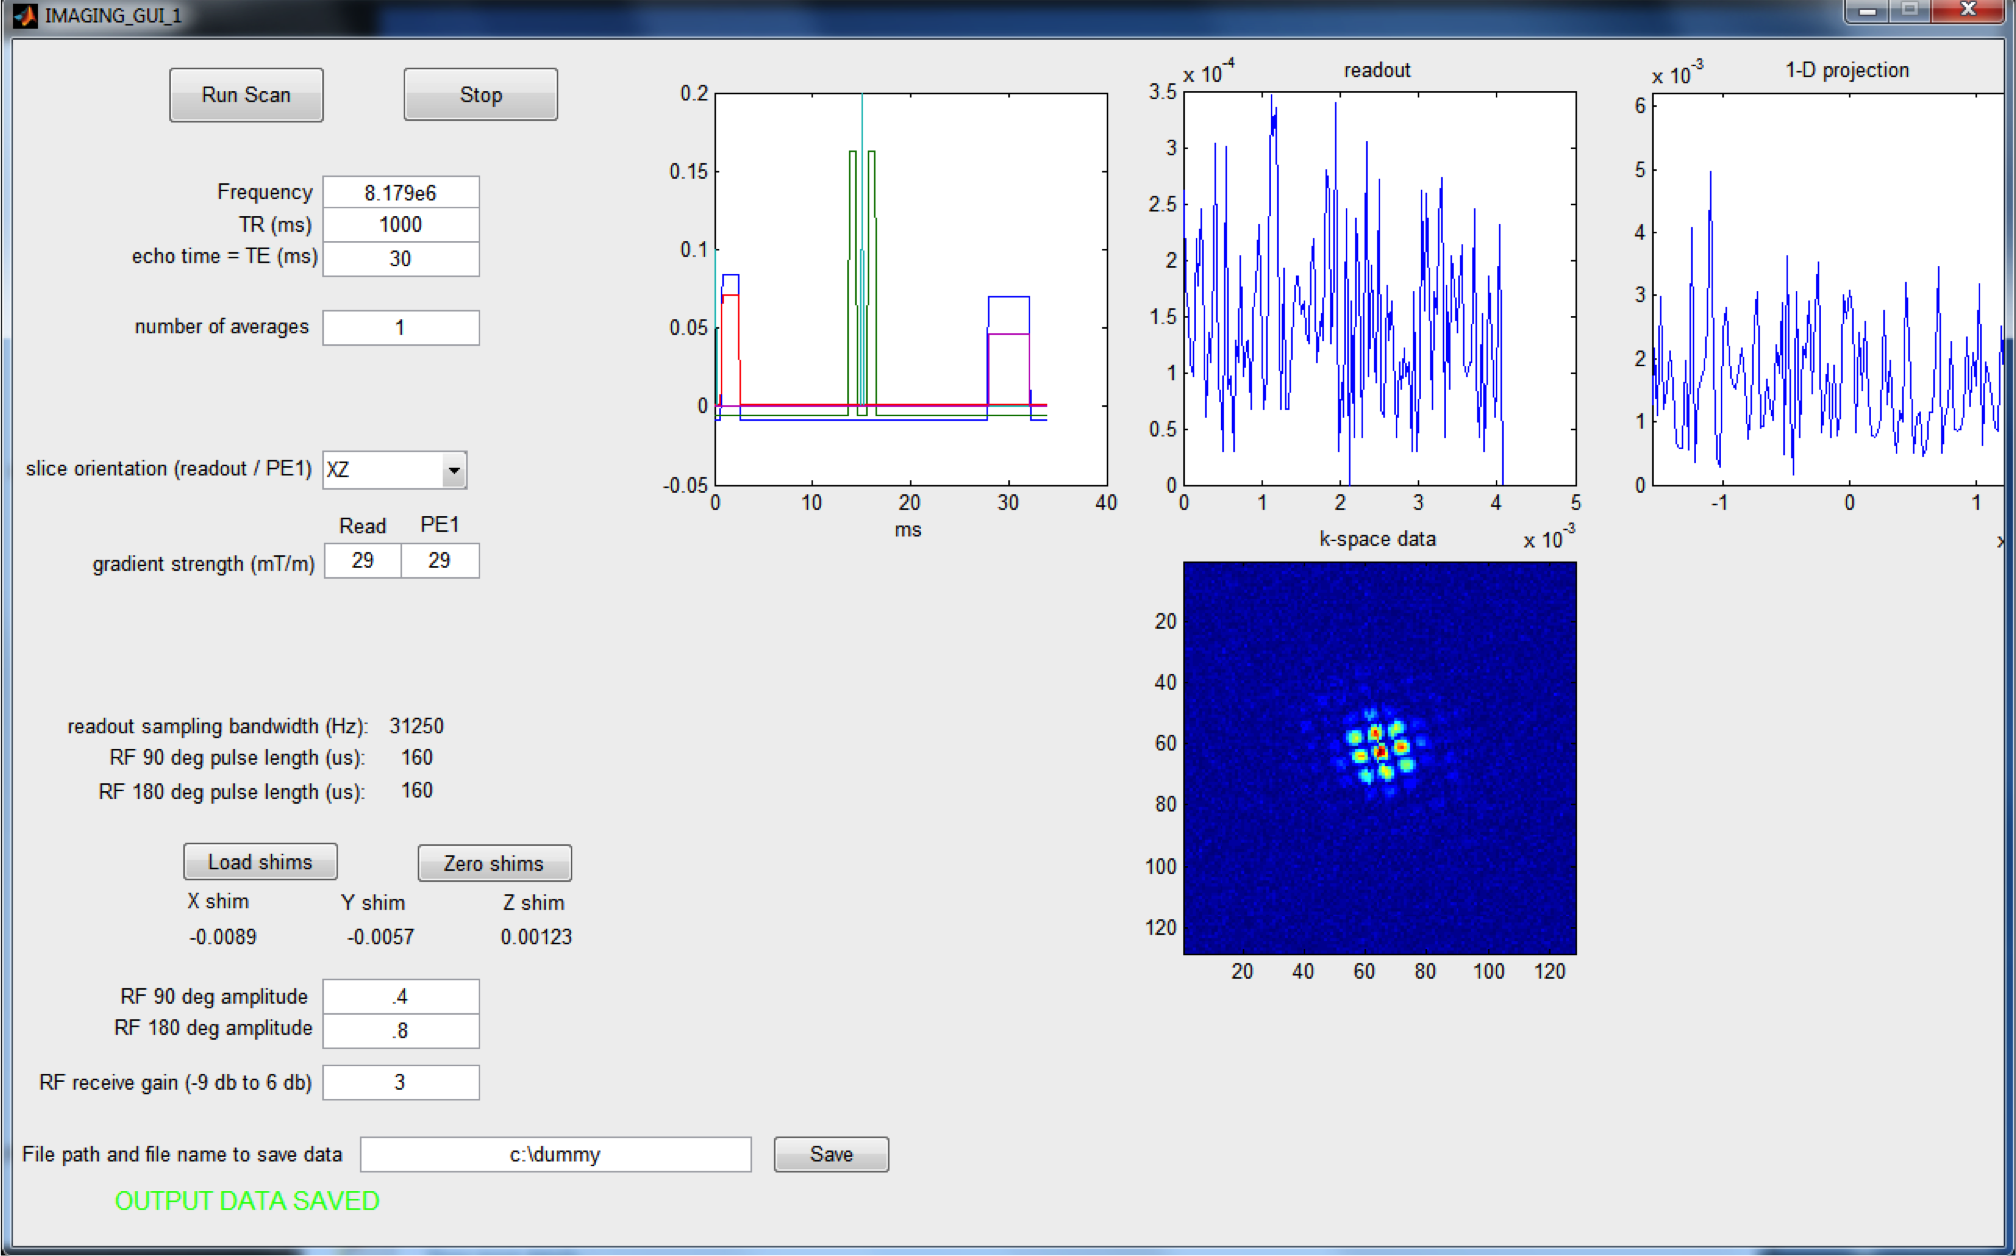 IMAGING_GUI_1
Run Scan
Stop
Frequency
8.179e6
TR (ms)
1000
echo time = TE (ms)
30
number of averages
1
slice orientation (readout / PE1)
XZ
Read
PE1
gradient strength (mT/m)
29
29
readout sampling bandwidth (Hz):
31250
RF 90 deg pulse length (us):
160
RF 180 deg pulse length (us):
160
Load shims
Zero shims
X shim
Y shim
Z shim
-0.0089
-0.0057
0.00123
RF 90 deg amplitude
.4
RF 180 deg amplitude
.8
RF receive gain (-9 db to 6 db)
3
File path and file name to save data
c:\dummy
Save
OUTPUT DATA SAVED
0.2
0.15
0.1
0.05
0
-0.05
0
10
20
30
40
ms
x 10^-4
readout
3.5
3
2.5
2
1.5
1
0.5
0
0
1
2
3
4
5
x 10^-3
x 10^-3
1-D projection
6
5
4
3
2
1
0
-1
0
1
x
k-space data
20
40
60
80
100
120
20
40
60
80
100
120